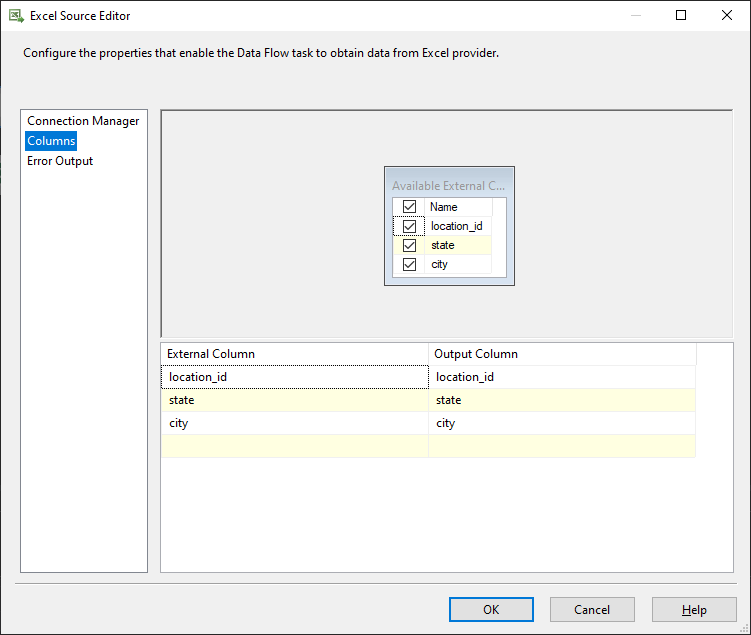 Excel Source Editor
Configure the properties that enable the Data Flow task to obtain data from Excel provider.
Connection Manager
Columns
Error Output
Available External C...
Name
location_id
state
city
External Column Output Column
location_id location_id
state state
city city
OK Cancel Help